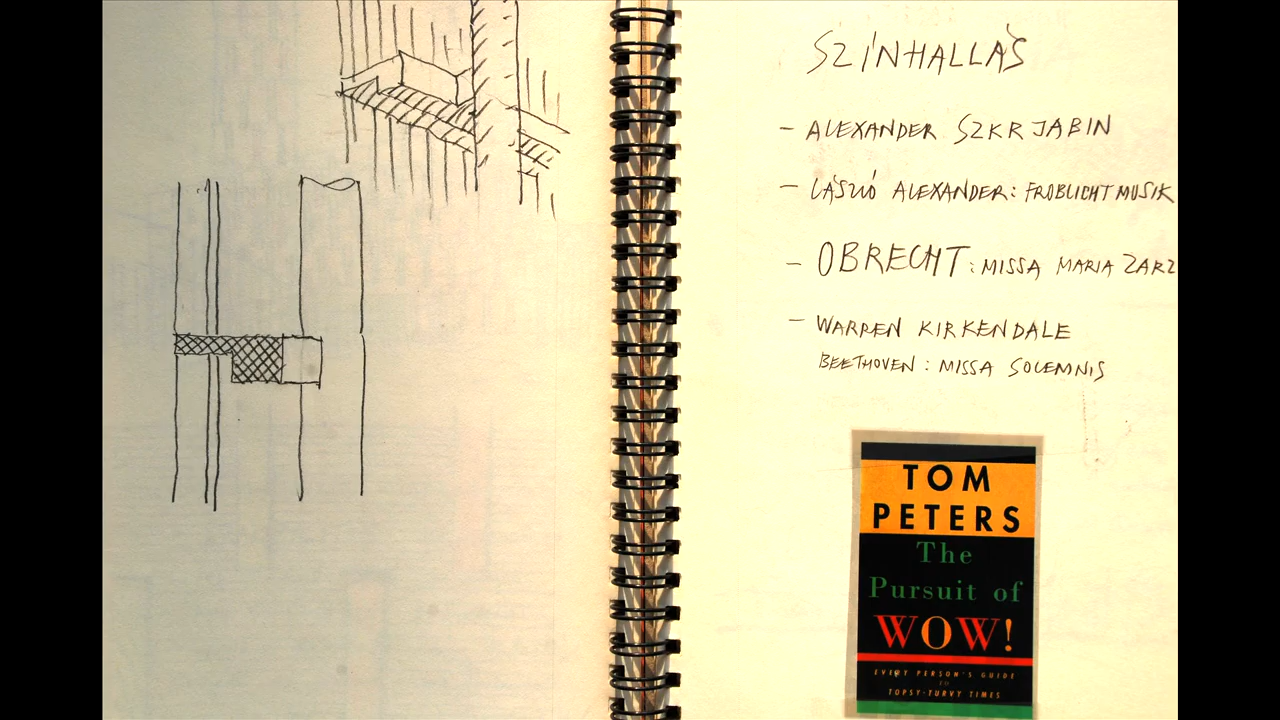 SZÍNHALLÁS
- ALEXANDER SZKRJABIN
- LÁSZLÓ ALEXANDER: FROBLICHTMUSIK
- OBRECHT: MISSA MARIA ZARZ
- WARREN KIRKENDALE
BEETHOVEN: MISSA SOLEMNIS
TOM
PETERS
The
Pursuit of
WOW!
EVERY PERSON'S GUIDE
TO
TOPSY-TURVY TIMES